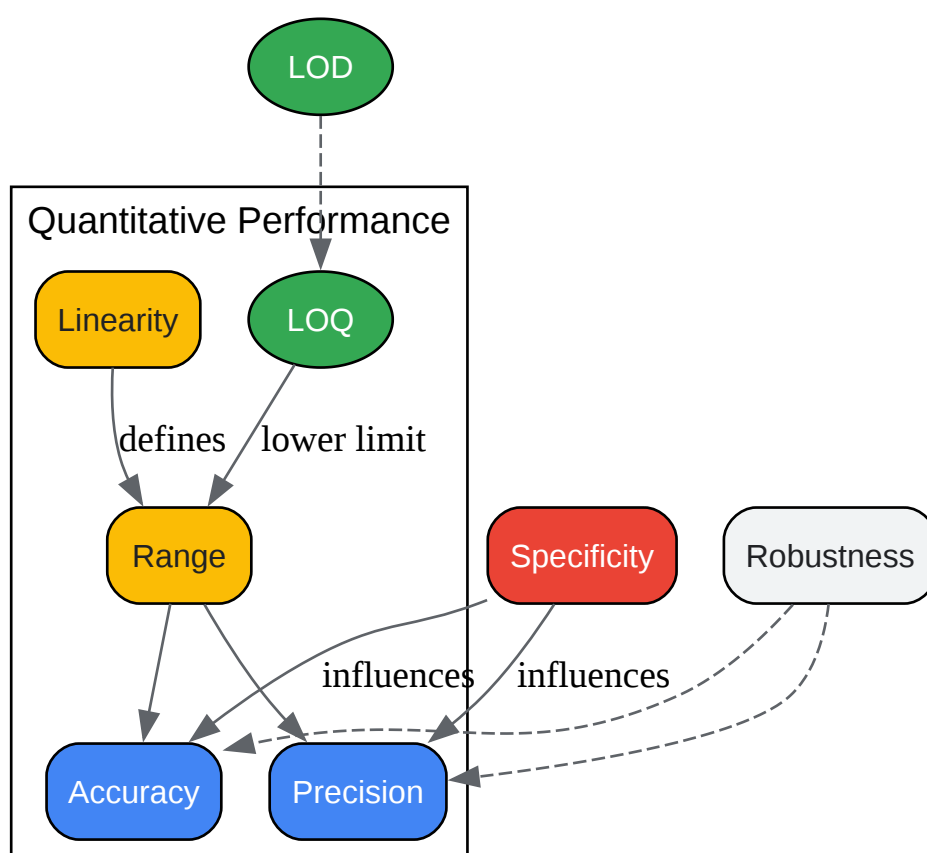 LOD
Quantitative Performance
Linearity
LOQ
defines
lower limit
Range
Specificity
Robustness
influences
influences
Accuracy
Precision